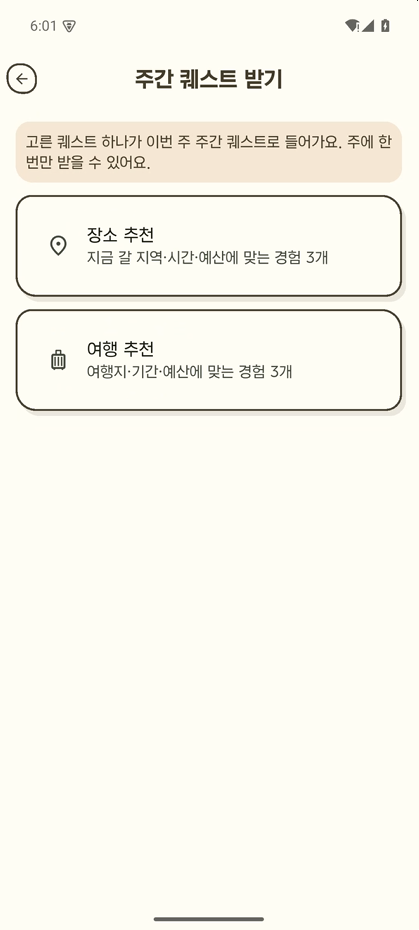 6:01
주간 퀘스트 받기
고른 퀘스트 하나가 이번 주 주간 퀘스트로 들어가요. 주에 한
번만 받을 수 있어요.
장소 추천
지금 갈 지역·시간·예산에 맞는 경험 3개
여행 추천
여행지·기간·예산에 맞는 경험 3개